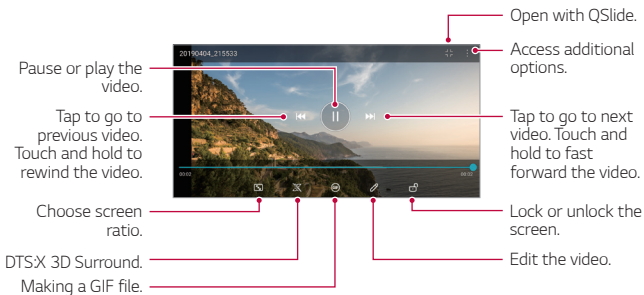 Open with QSlide.
Access additional
options.
20190404_215533
Pause or play the
video.
Tap to go to
previous video.
Touch and hold to
rewind the video.
Tap to go to next
video. Touch and
hold to fast
forward the video.
00:02
00:02
GIF
Choose screen
ratio.
Lock or unlock the
screen.
DTS:X 3D Surround.
Edit the video.
Making a GIF file.